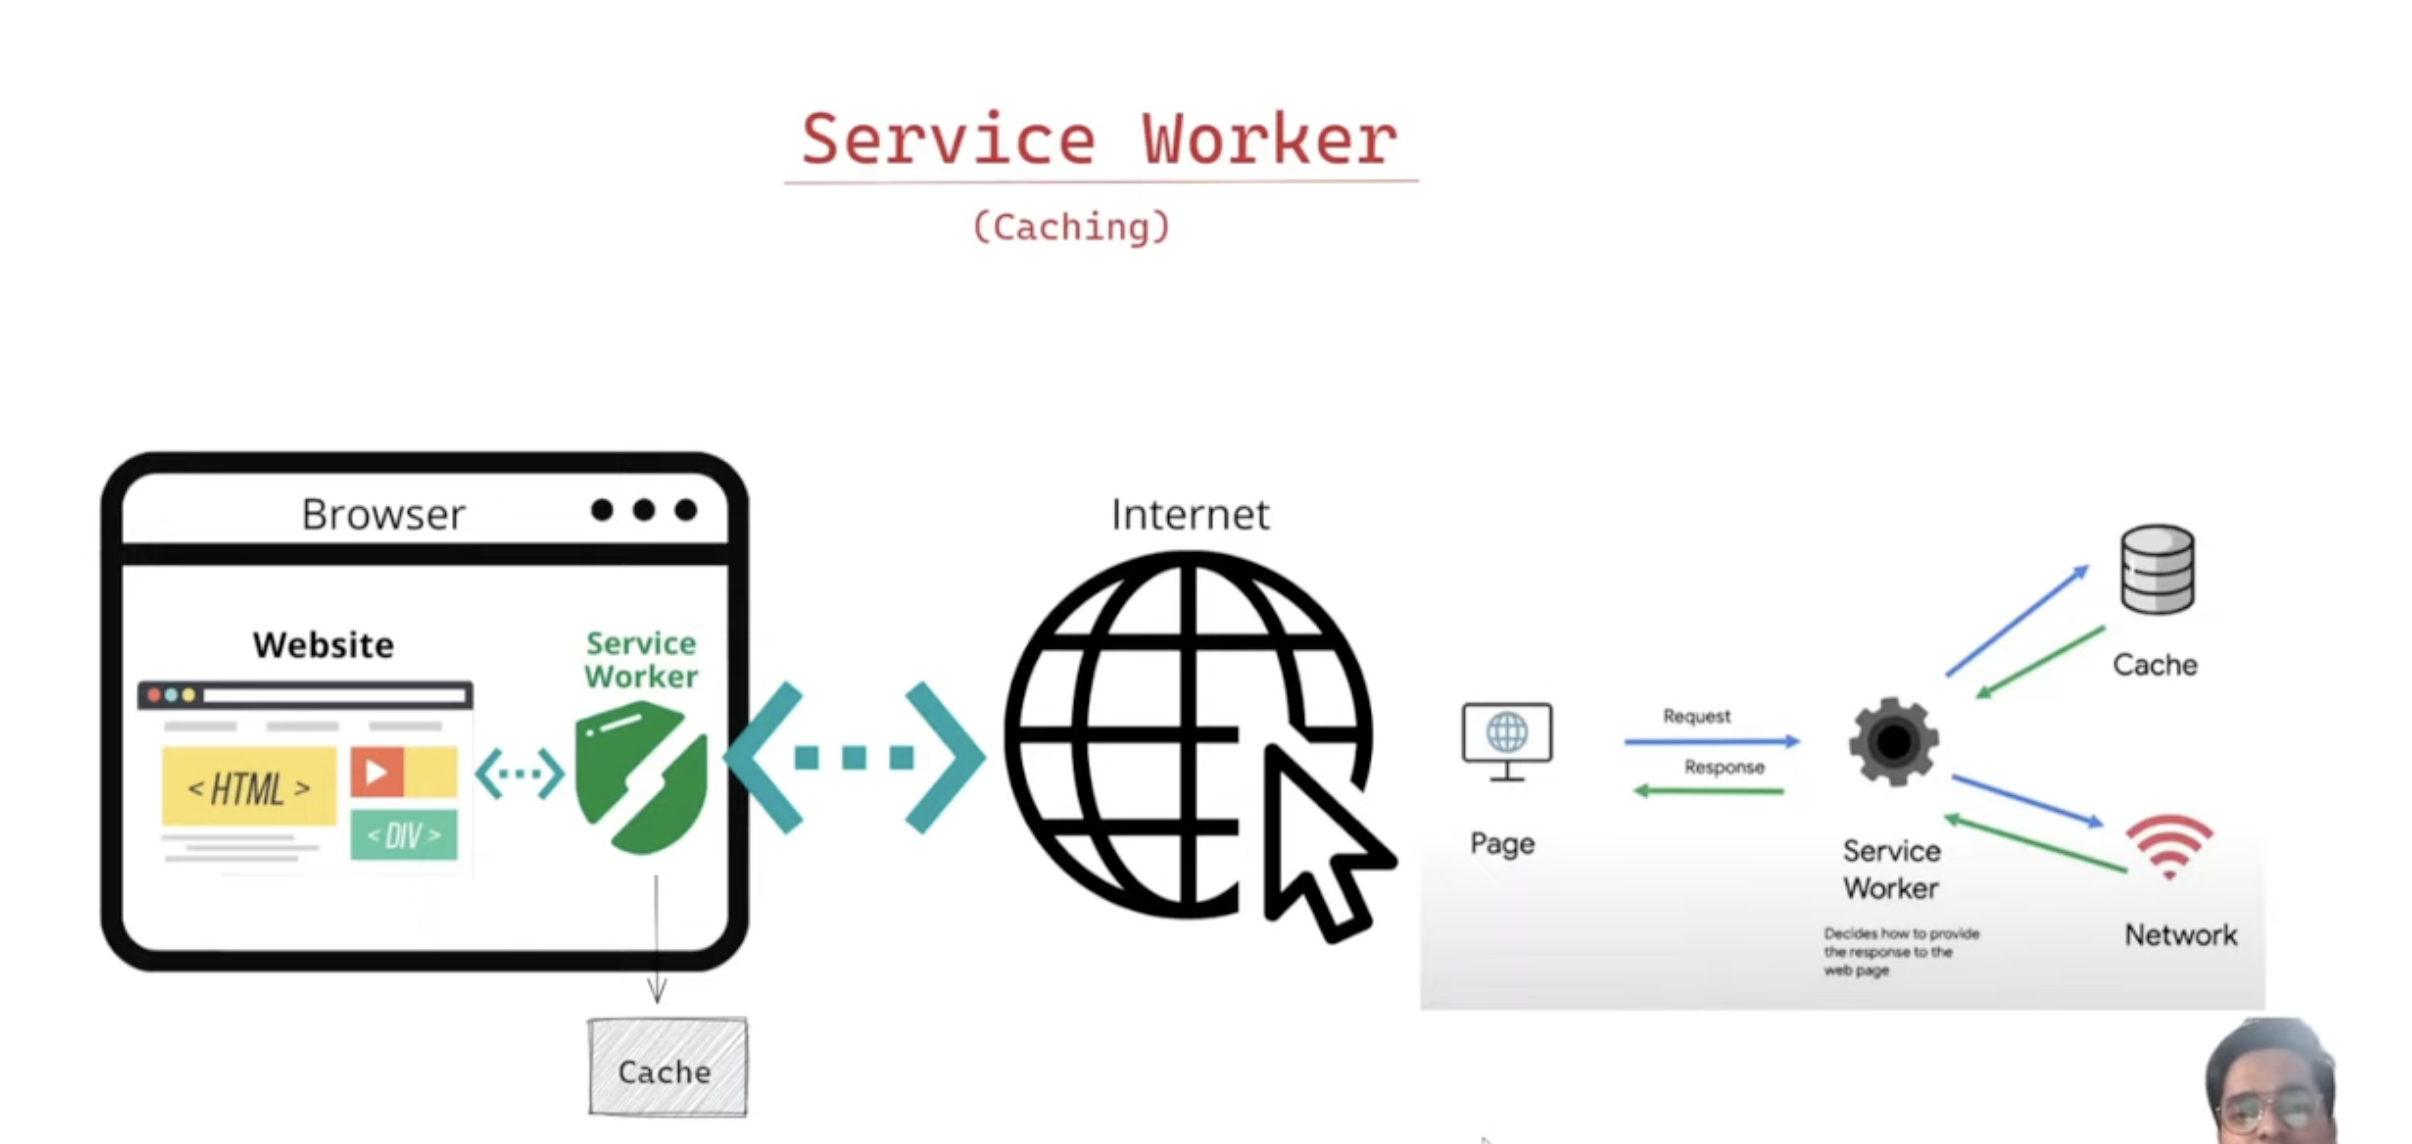 Service Worker
(Caching)
Browser
Website
< HTML >
< DIV >
Service
Worker
Cache
Internet
Page
Request
Response
Service
Worker
Decides how to provide
the response to the
web page
Cache
Network